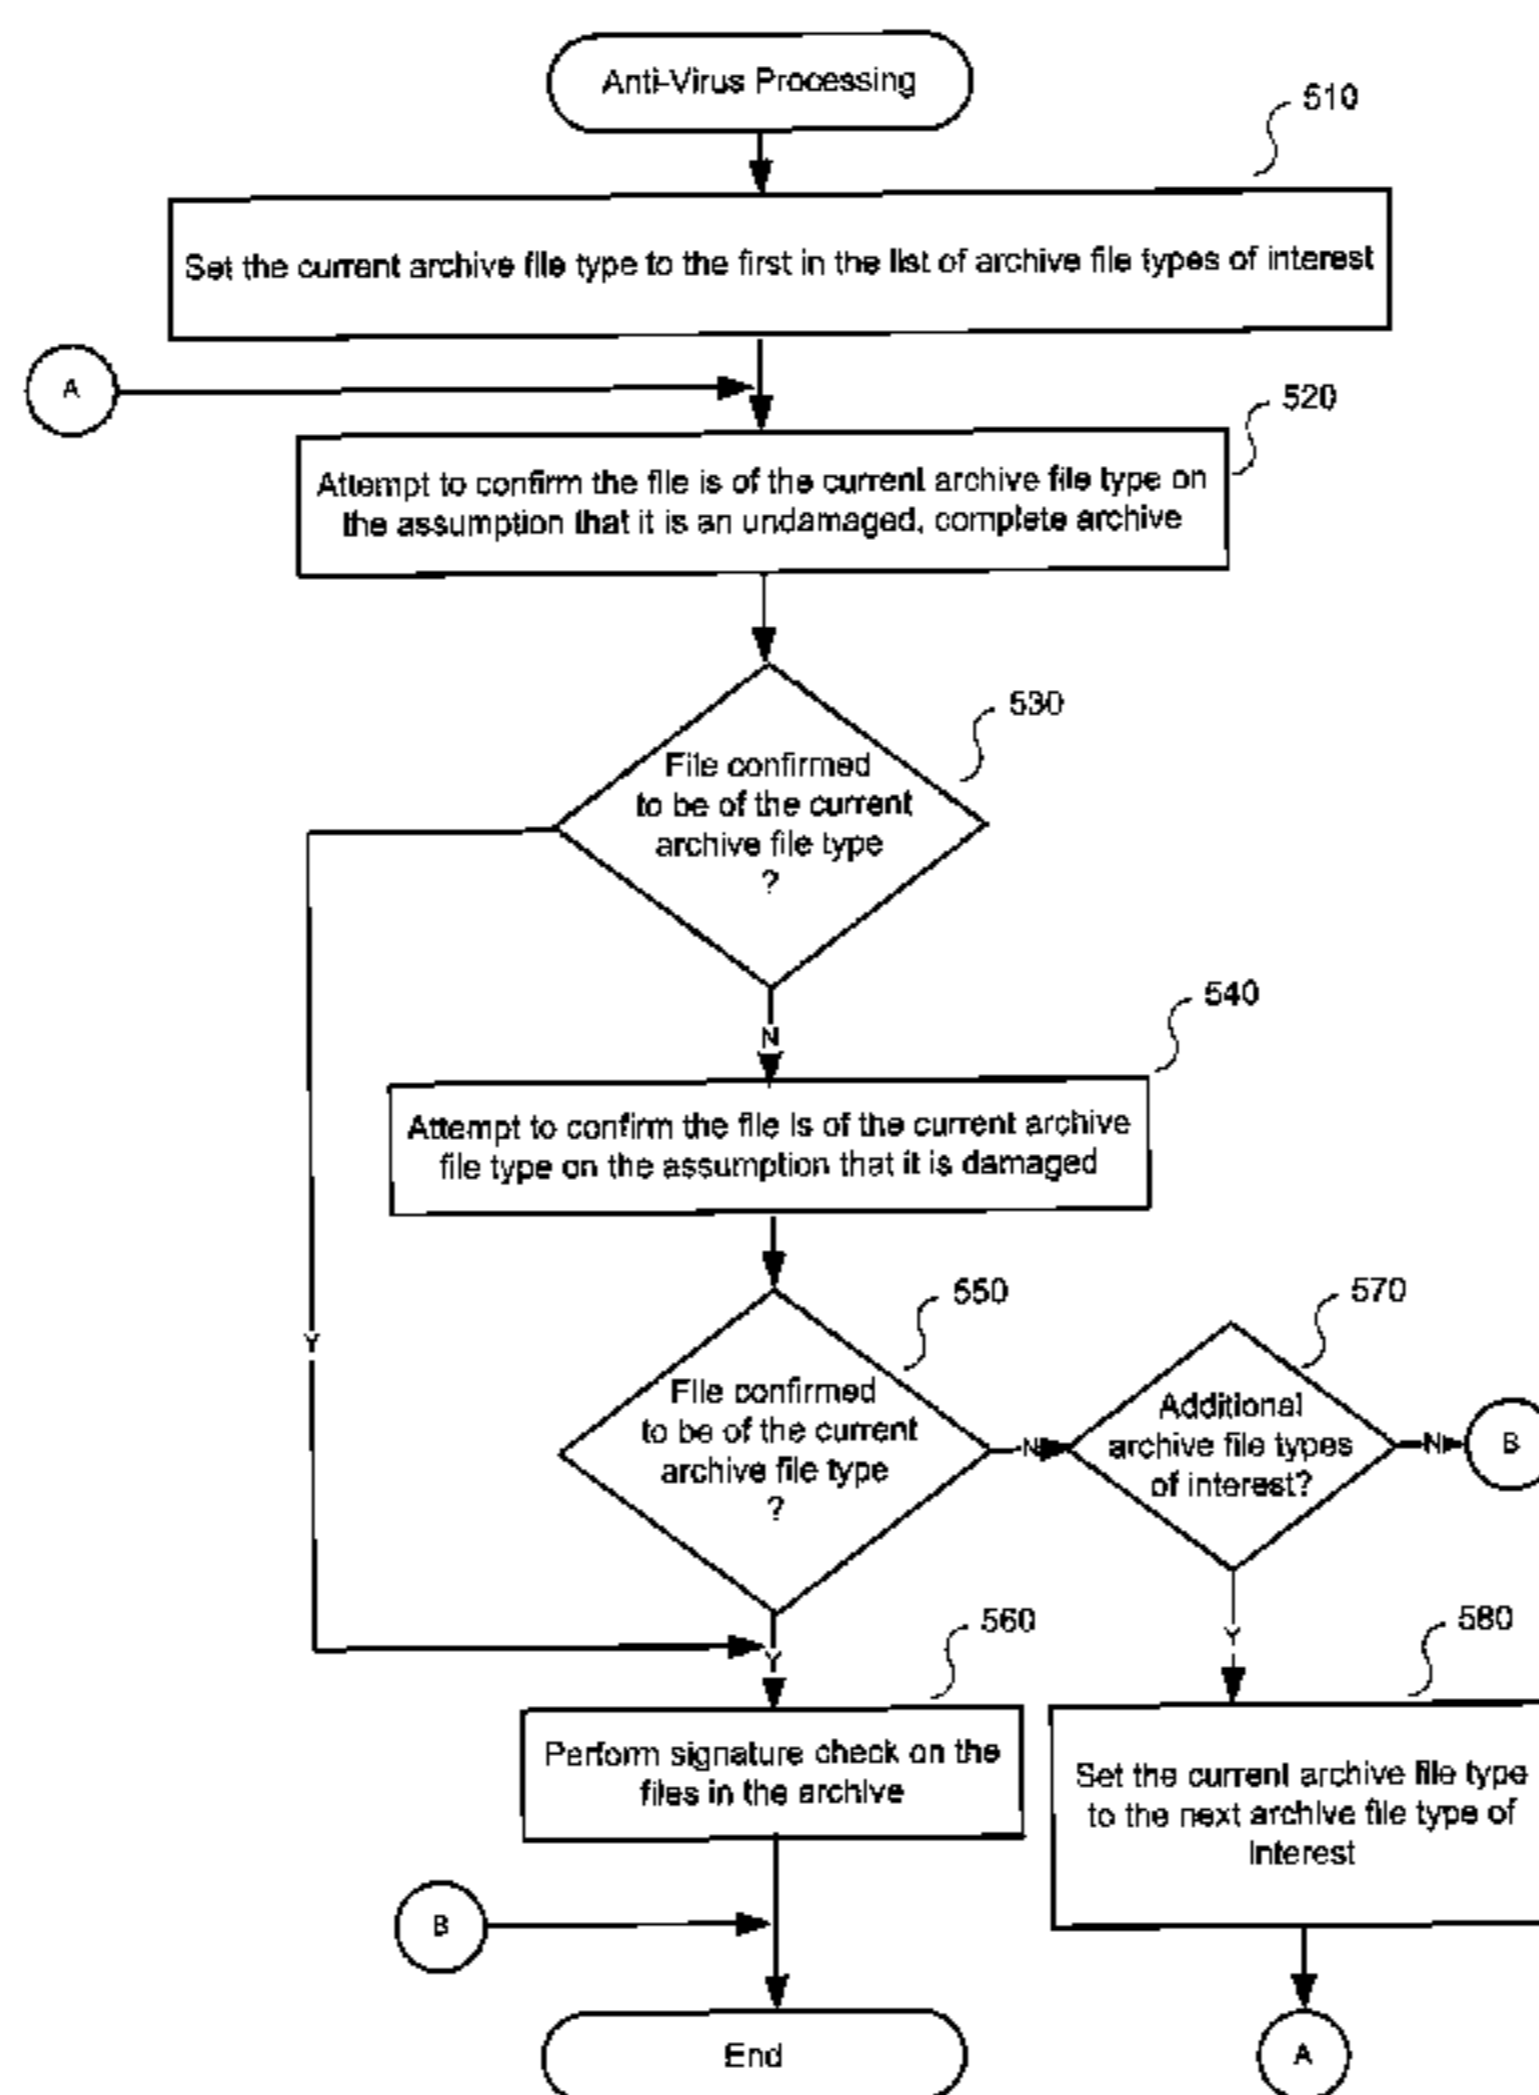 Anti-Virus Processing
510
Set the current archive file type to the first in the list of archive file types of interest
A
520
Attempt to confirm the file is of the current archive file type on
the assumption that it is an undamaged, complete archive
530
File confirmed
to be of the current
archive file type
?
N
540
Attempt to confirm the file is of the current archive
file type on the assumption that it is damaged
Y
550
File confirmed
to be of the current
archive file type
?
N
570
Additional
archive file types
of interest?
N
B
Y
560
Perform signature check on the
files in the archive
Y
580
Set the current archive file type
to the next archive file type of
interest
B
End
A